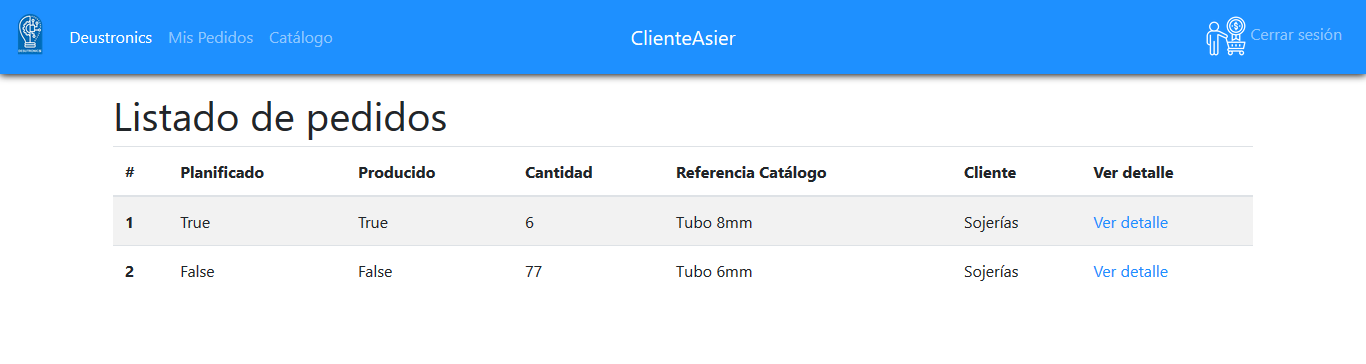 DEUSTRONICS
Deustronics Mis Pedidos Catálogo ClienteAsier Cerrar sesión
Listado de pedidos
# Planificado Producido Cantidad Referencia Catálogo Cliente Ver detalle
1 True True 6 Tubo 8mm Sojerías Ver detalle
2 False False 77 Tubo 6mm Sojerías Ver detalle